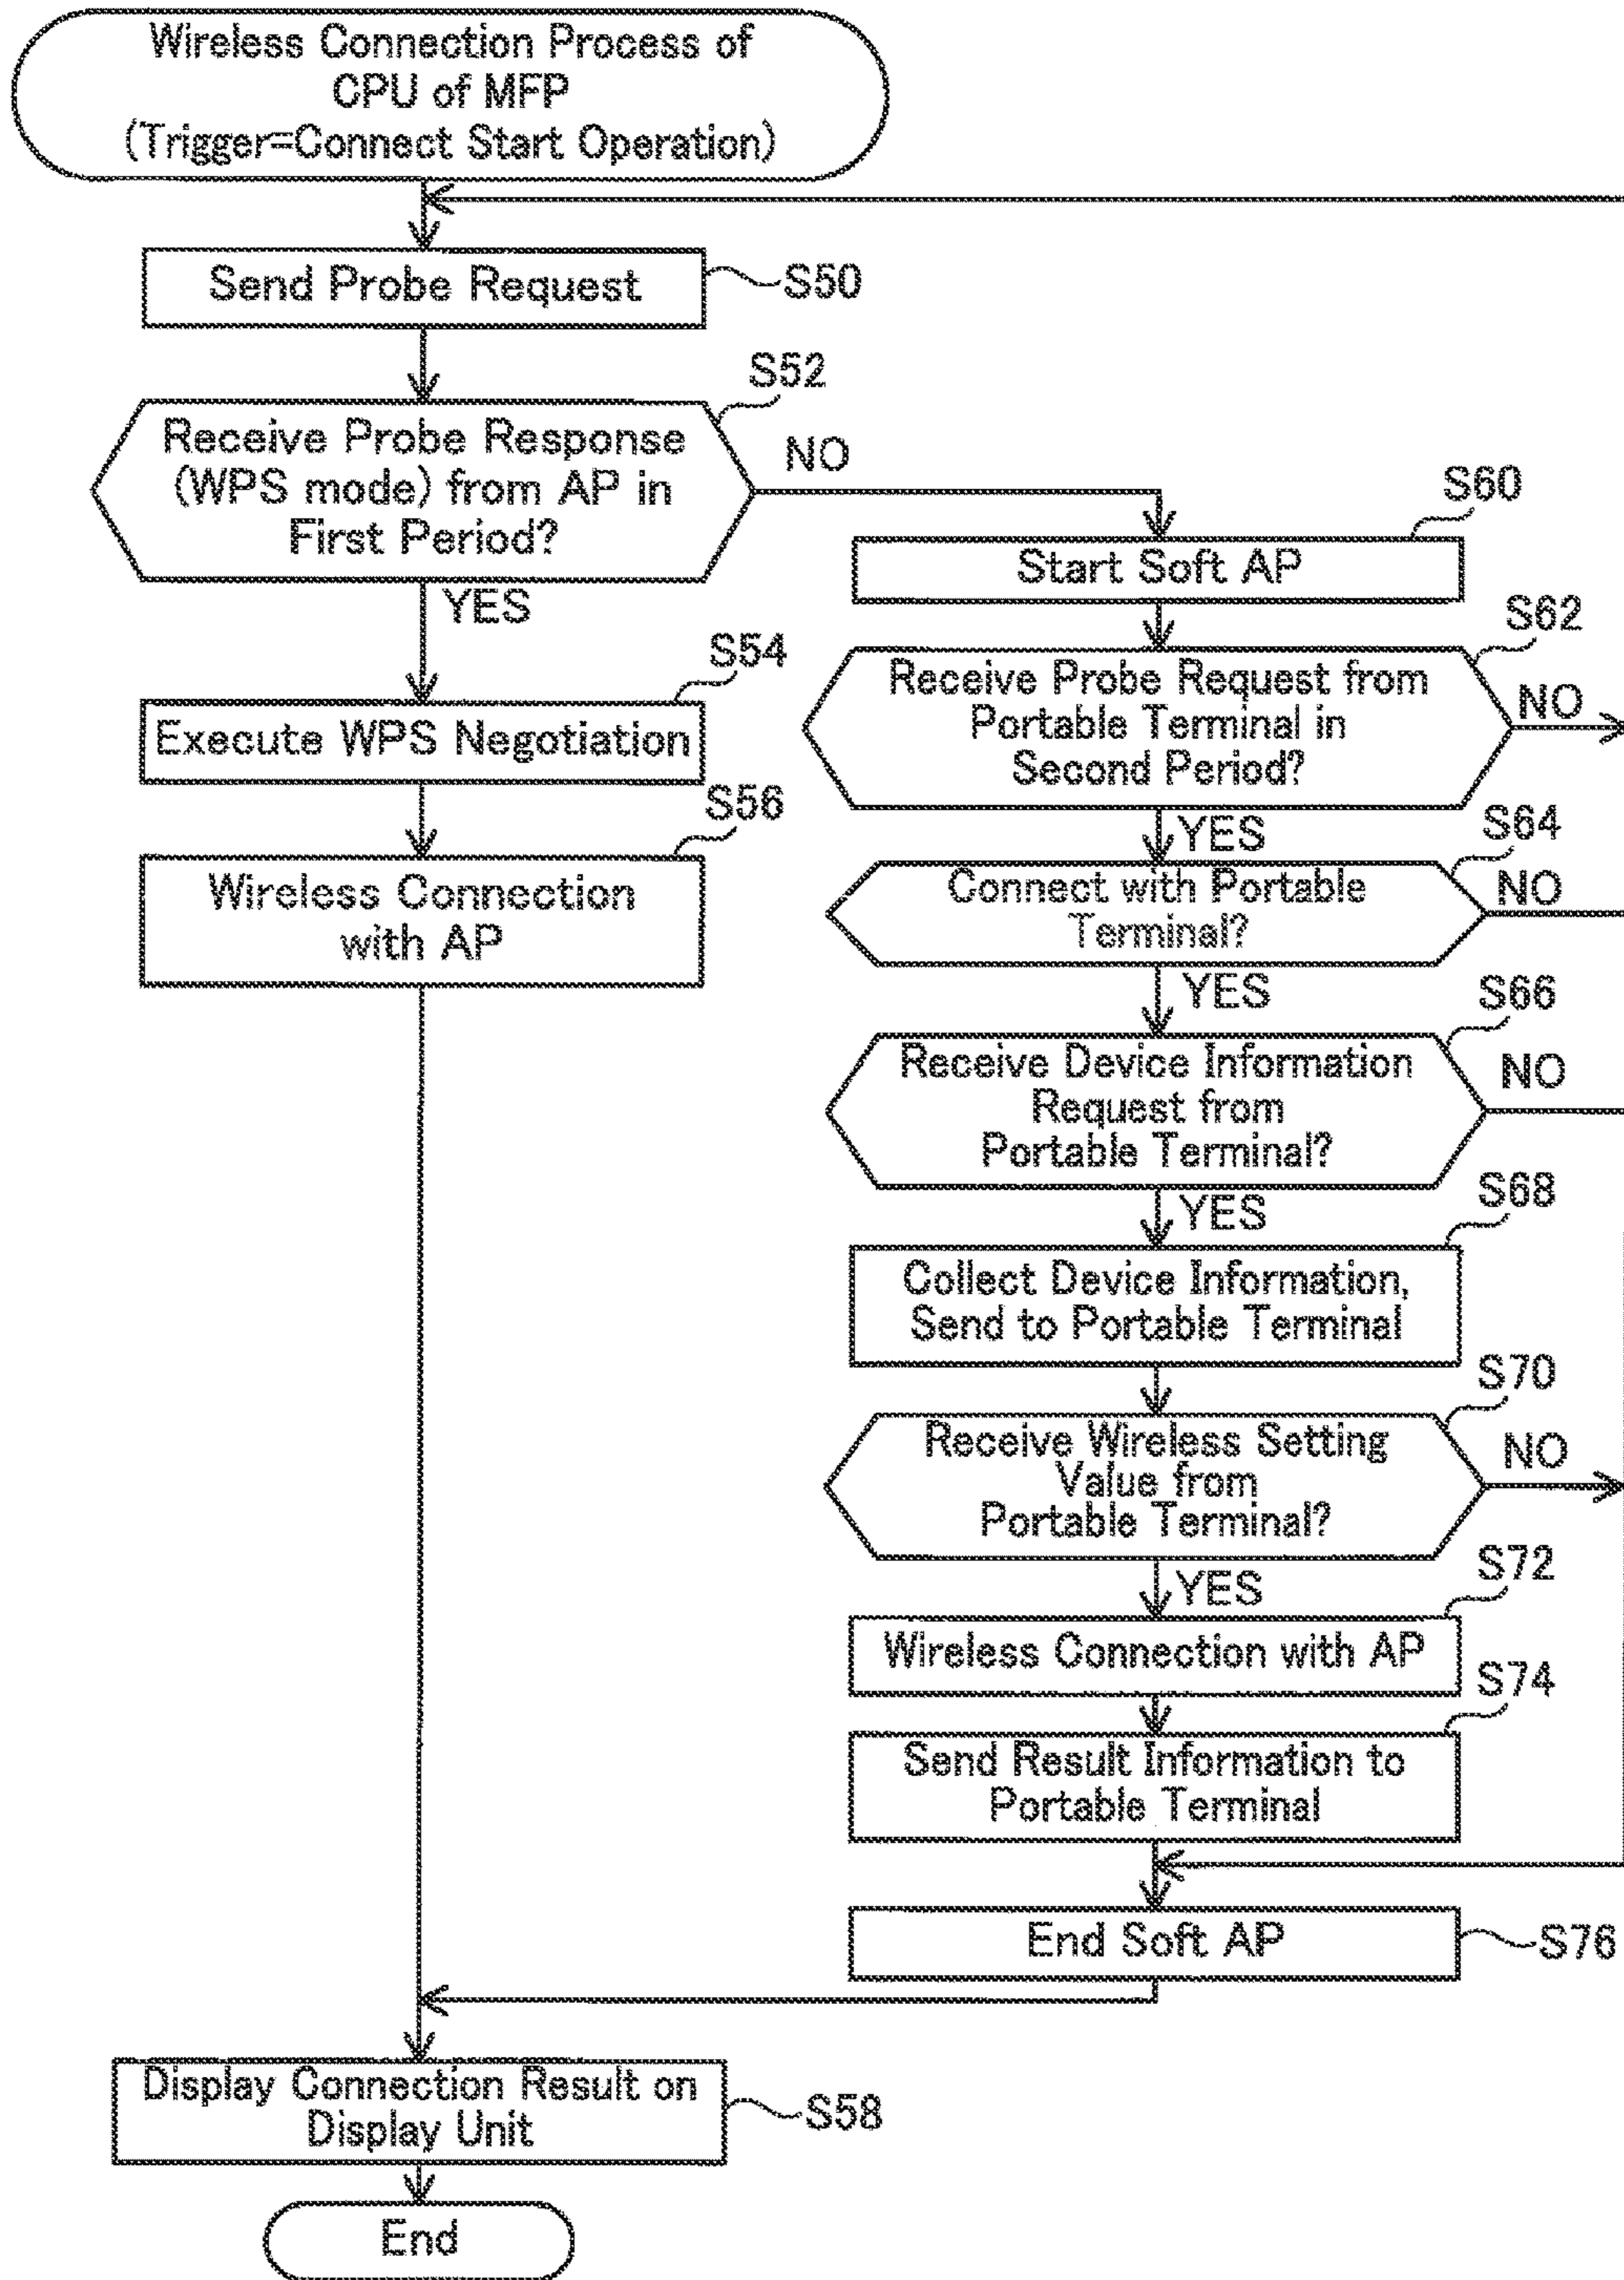 Wireless Connection Process of
CPU of MFP
(Trigger=Connect Start Operation)
Send Probe Request
S50
S52
Receive Probe Response
(WPS mode) from AP in
First Period?
NO
YES
S54
Execute WPS Negotiation
S56
Wireless Connection
with AP
S60
Start Soft AP
S62
Receive Probe Request from
Portable Terminal in
Second Period?
NO
YES
S64
Connect with Portable
Terminal?
NO
YES
S66
Receive Device Information
Request from
Portable Terminal?
NO
YES
S68
Collect Device Information,
Send to Portable Terminal
S70
Receive Wireless Setting
Value from
Portable Terminal?
NO
YES
S72
Wireless Connection with AP
S74
Send Result Information to
Portable Terminal
End Soft AP
S76
Display Connection Result on
Display Unit
S58
End